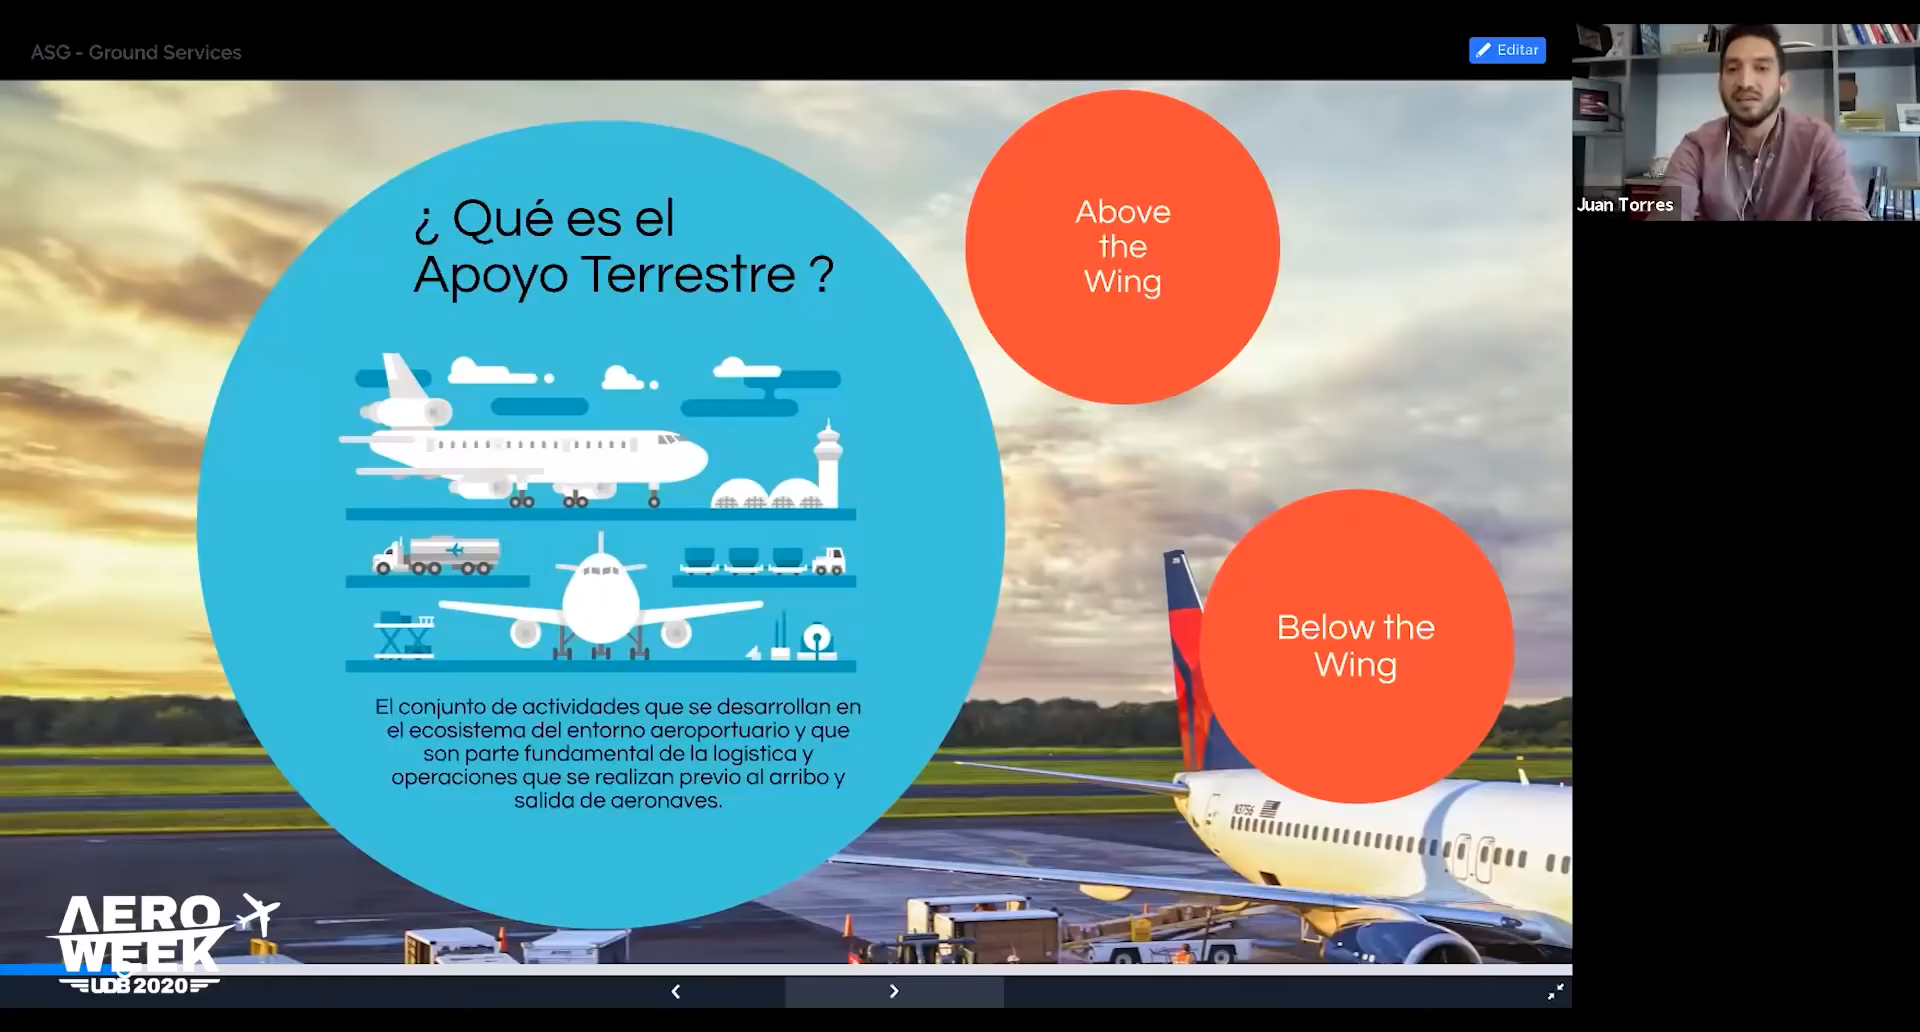 ASG - Ground Services
Editar
¿ Qué es el
Apoyo Terrestre ?
El conjunto de actividades que se desarrollan en
el ecosistema del entorno aeroportuario y que
son parte fundamental de la logística y
operaciones que se realizan previo al arribo y
salida de aeronaves.
Above
the
Wing
Below the
Wing
N3756
AERO
WEEK
UDB 2020
Juan Torres